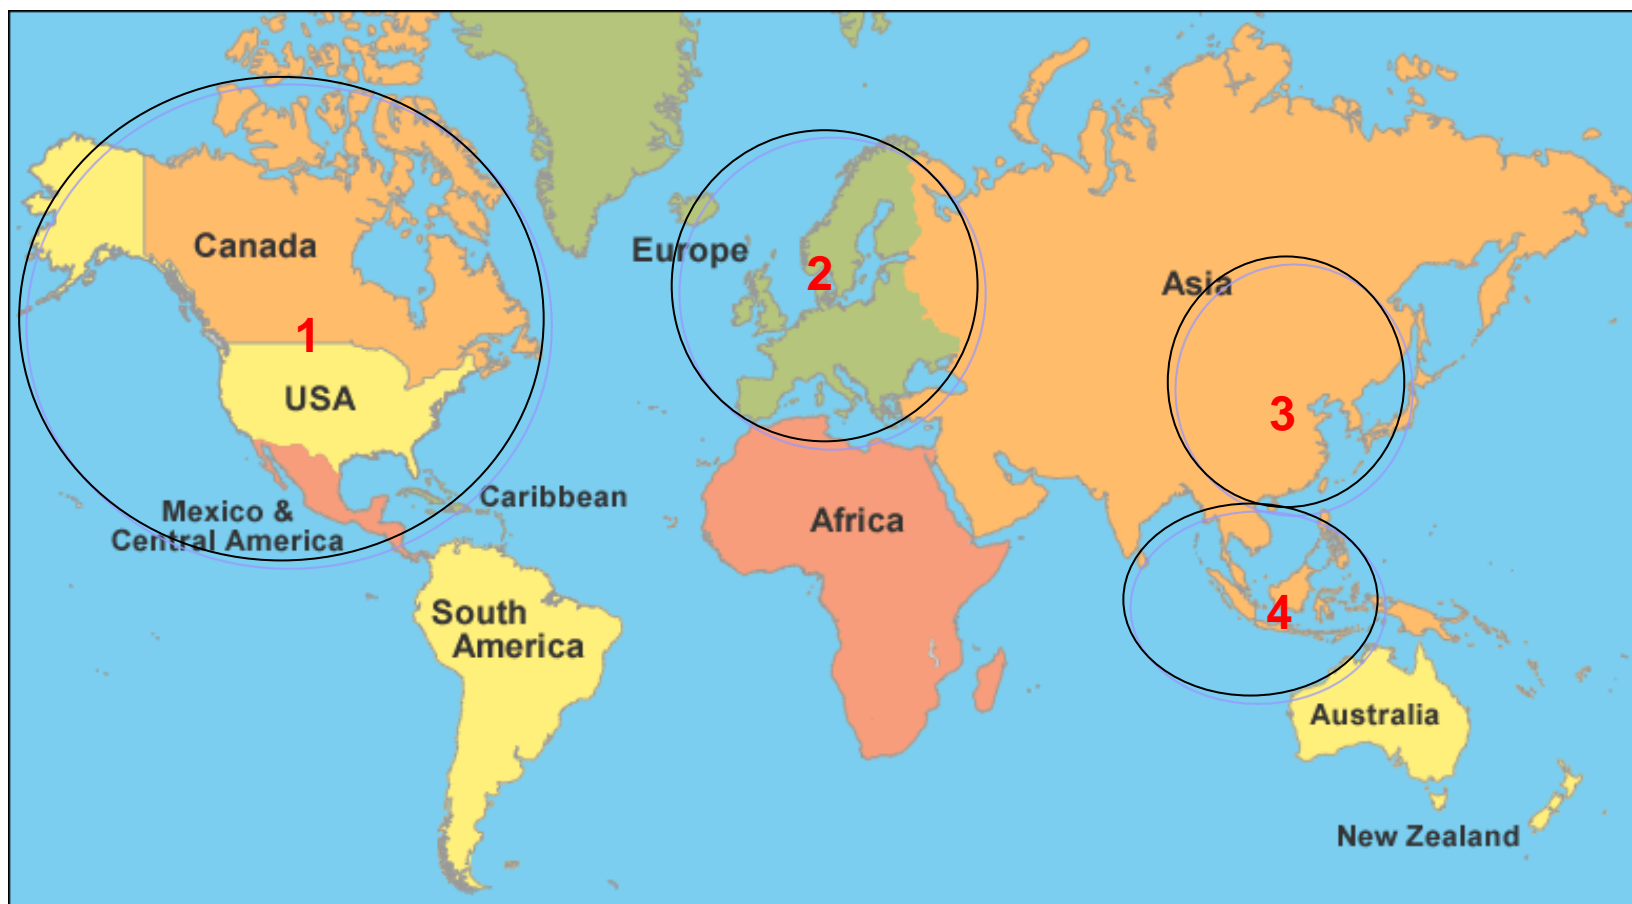 Canada
1
USA
Mexico &
Central America
Caribbean
South
America
Europe
2
Africa
Asia
3
4
Australia
New Zealand